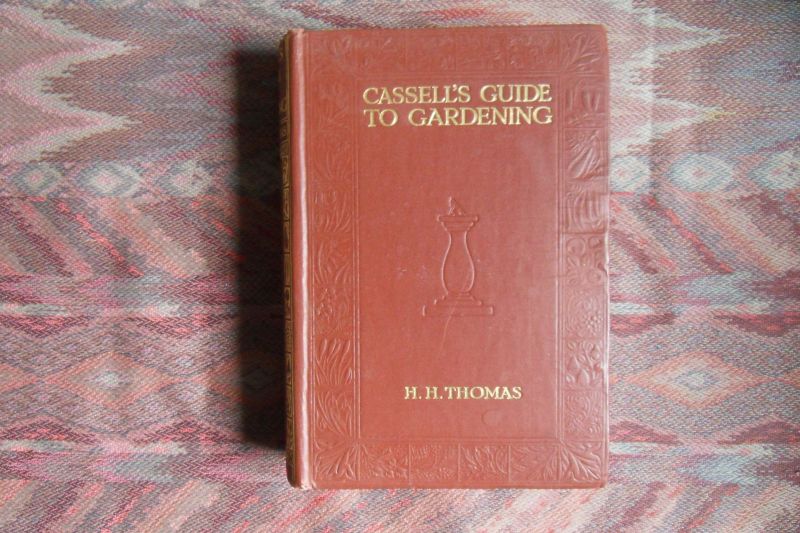 CASSELL'S GUIDE
TO GARDENING
H. H. THOMAS